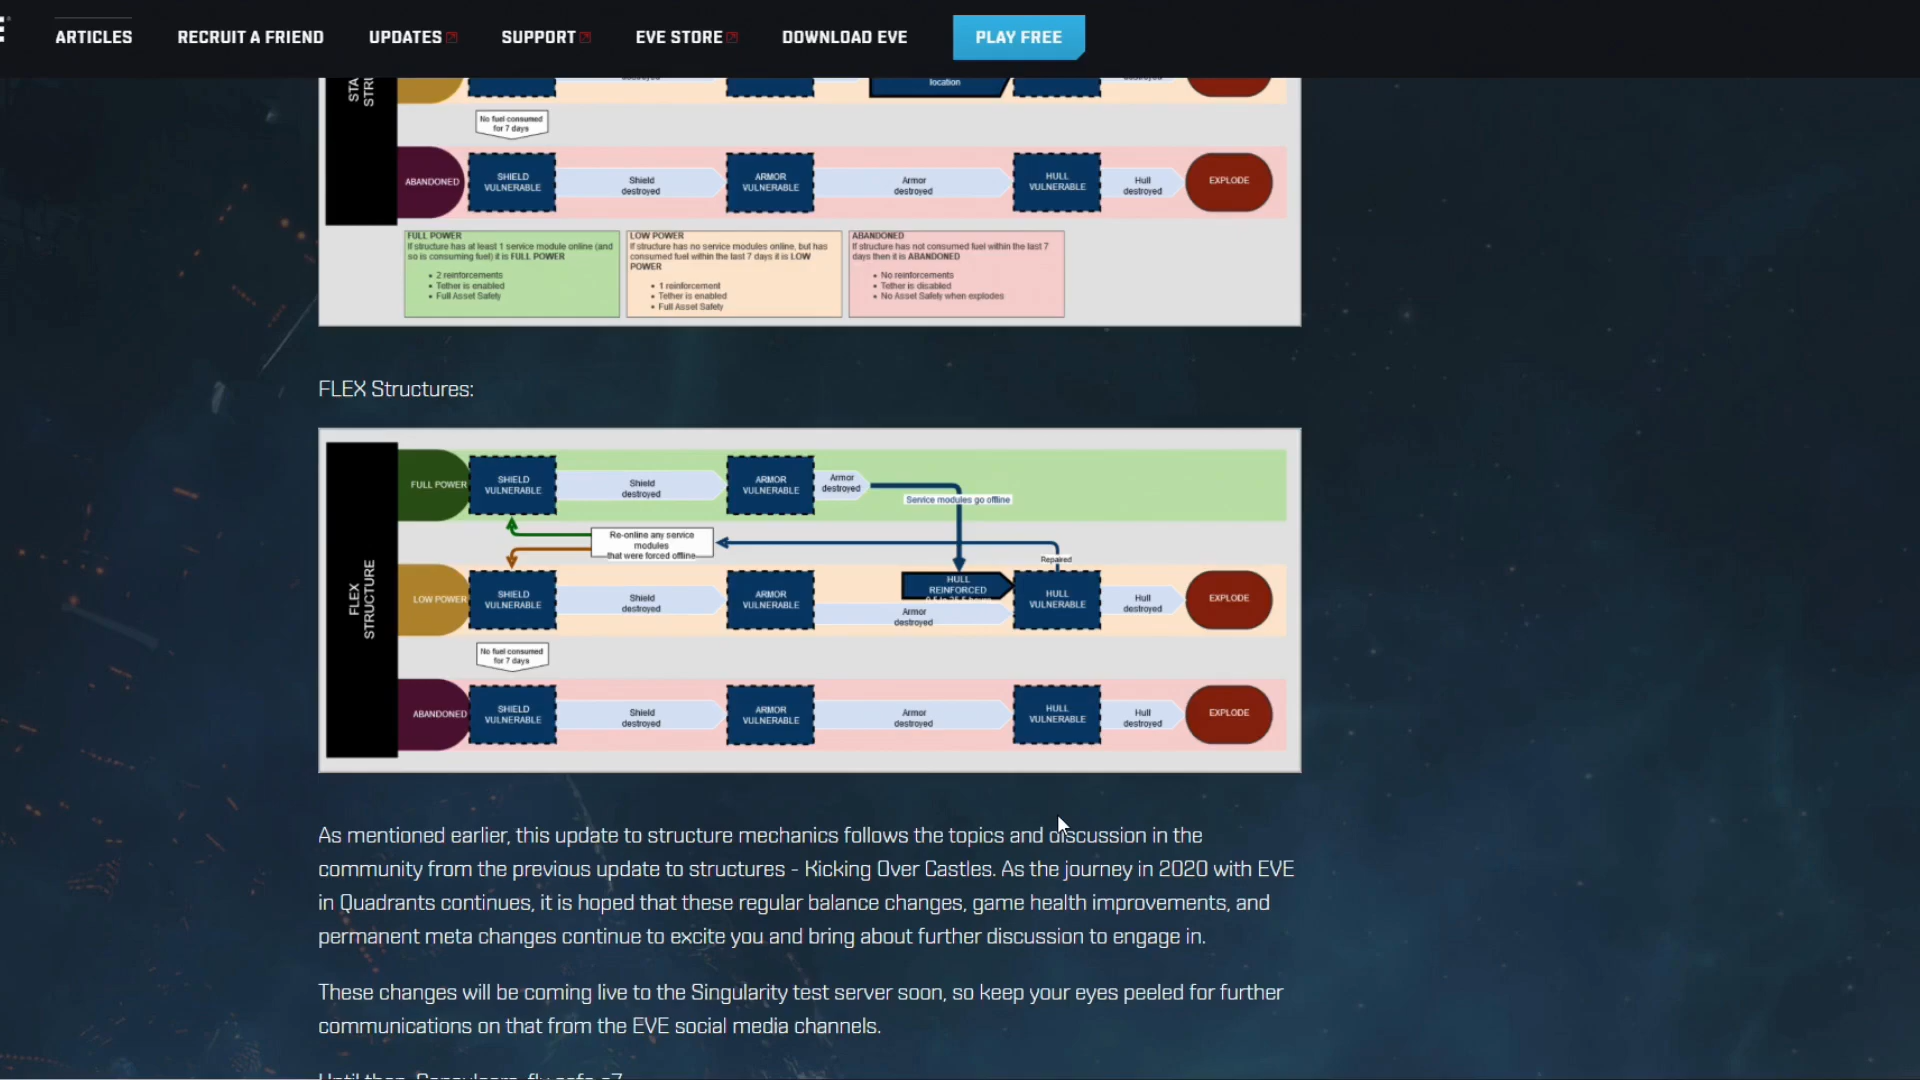 ARTICLES
RECRUIT A FRIEND
UPDATES
SUPPORT
EVE STORE
DOWNLOAD EVE
PLAY FREE
location
No fuel consumed
for 7 days
ABANDONED
SHIELD
VULNERABLE
Shield
destroyed
ARMOR
VULNERABLE
Armor
destroyed
HULL
VULNERABLE
Hull
destroyed
EXPLODE
FULL POWER
If structure has at least 1 service module online (and
so is consuming fuel) it is FULL POWER
• 2 reinforcements
• Tether is enabled
• Full Asset Safety
LOW POWER
If structure has no service modules online, but has
consumed fuel within the last 7 days it is LOW
POWER
• 1 reinforcement
• Tether is enabled
• Full Asset Safety
ABANDONED
If structure has not consumed fuel within the last 7
days then it is ABANDONED
• No reinforcements
• Tether is disabled
• No Asset Safety when explodes
FLEX Structures:
FLEX
STRUCTURE
FULL POWER
SHIELD
VULNERABLE
Shield
destroyed
ARMOR
VULNERABLE
Armor
destroyed
Service modules go offline
Re-online any service
modules
that were forced offline
Repaired
LOW POWER
SHIELD
VULNERABLE
Shield
destroyed
ARMOR
VULNERABLE
HULL
REINFORCED
Armor
destroyed
HULL
VULNERABLE
Hull
destroyed
EXPLODE
No fuel consumed
for 7 days
ABANDONED
SHIELD
VULNERABLE
Shield
destroyed
ARMOR
VULNERABLE
Armor
destroyed
HULL
VULNERABLE
Hull
destroyed
EXPLODE
As mentioned earlier, this update to structure mechanics follows the topics and discussion in the
community from the previous update to structures - Kicking Over Castles. As the journey in 2020 with EVE
in Quadrants continues, it is hoped that these regular balance changes, game health improvements, and
permanent meta changes continue to excite you and bring about further discussion to engage in.
These changes will be coming live to the Singularity test server soon, so keep your eyes peeled for further
communications on that from the EVE social media channels.